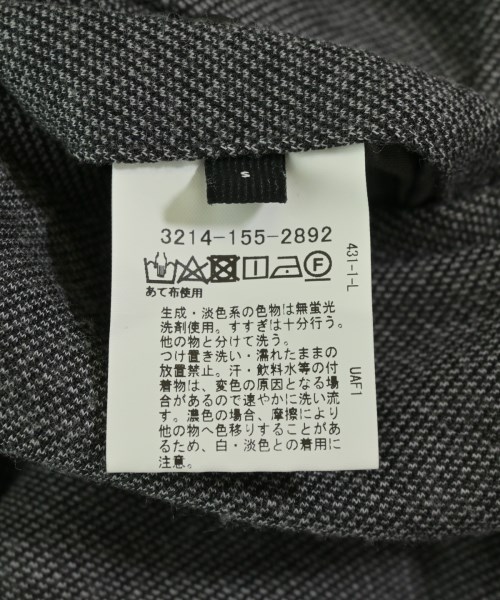 S
3214-155-2892
F
あて布使用
生成・淡色系の色物は無蛍光
洗剤使用。すすぎは十分行う。
他の物と分けて洗う。
つけ置き洗い・濡れたままの
放置禁止。汗・飲料水等の付
着物は、変色の原因となる場
合があるので速やかに洗い流
す。濃色の場合、摩擦により
他の物へ色移りすることがあ
るため、白・淡色との着用に
注意。
431-1-L
UAF1